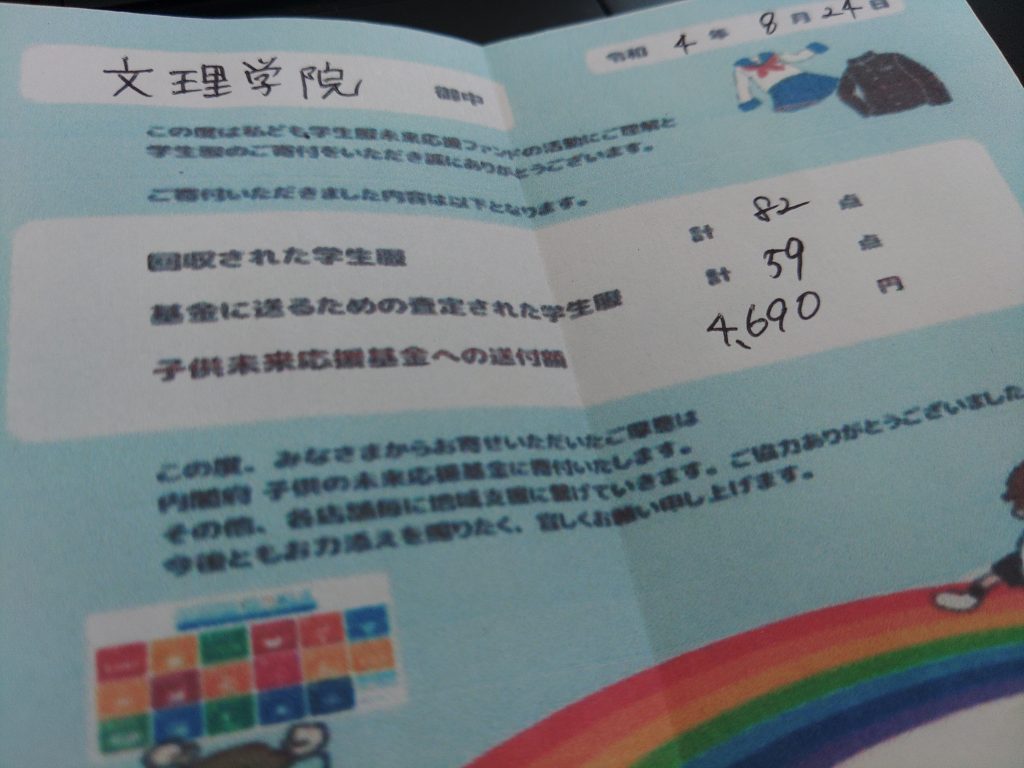 令和 4 年 8 月 24 日
文理学院 御中
この度は私ども学生服未来応援ファンドの活動にご理解と
学生服のご寄付をいただき誠にありがとうございます。
ご寄付いただきました内容は以下となります。
回収された学生服 計 82 点
基金に送るための査定された学生服 計 59 点
子供未来応援基金への送付額 4,690 円
この度、みなさまからお寄せいただいたご厚意は
内閣府 子供の未来応援基金に寄付いたします。
その他、各店舗毎に地域支援に繋げていきます。ご協力ありがとうございました
今後ともお力添えを賜りたく、宜しくお願い申し上げます。